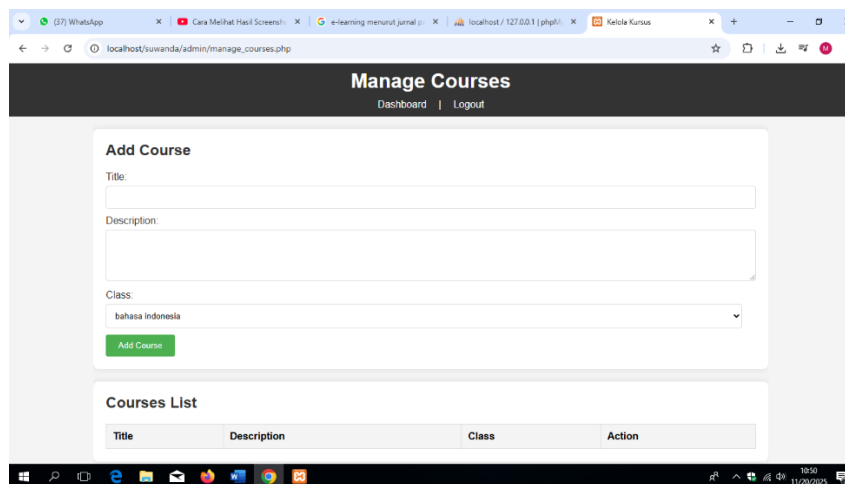 (37) WhatsApp
Cara Melihat Hasil Screensh
e-learning menurut jurnal p
localhost / 127.0.0.1 | phpM
Kelola Kursus
localhost/suwanda/admin/manage_courses.php
M
Manage Courses
Dashboard | Logout
Add Course
Title:
Description:
Class:
bahasa indonesia
Add Course
Courses List
Title Description Class Action
10:50
11/20/2025